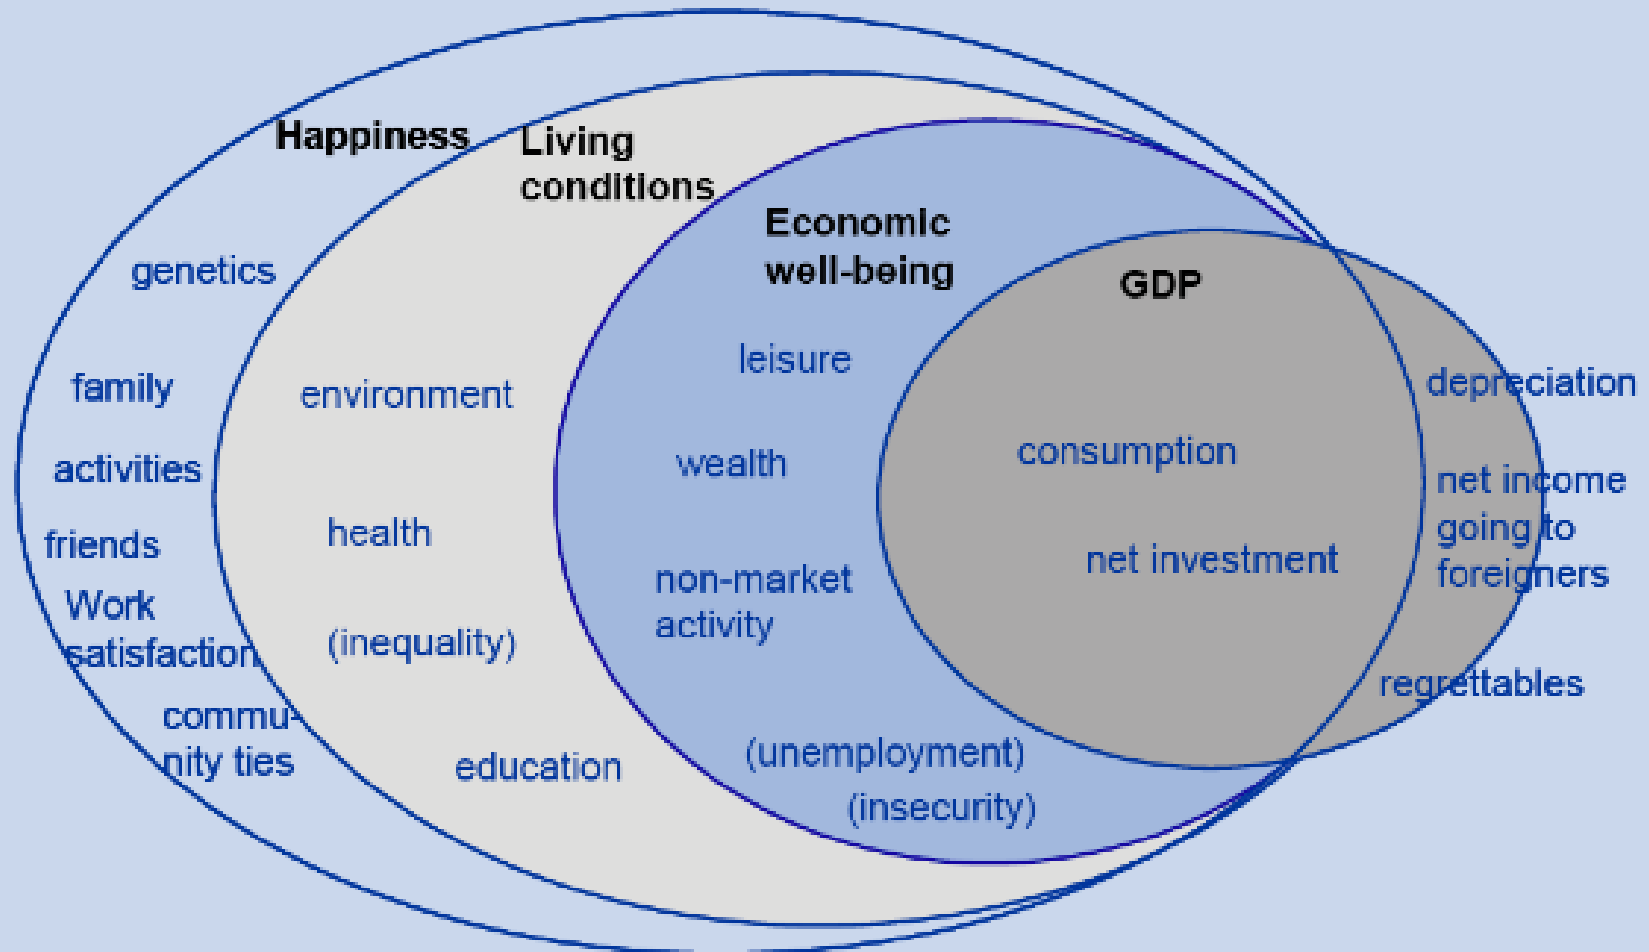 Happiness
Living
conditions
Economic
well-being
GDP
genetics
family
activities
friends
Work
satisfaction
commu-
nity ties
environment
health
(inequality)
education
leisure
wealth
non-market
activity
(unemployment)
(insecurity)
consumption
net investment
depreciation
net income
going to
foreigners
regrettables